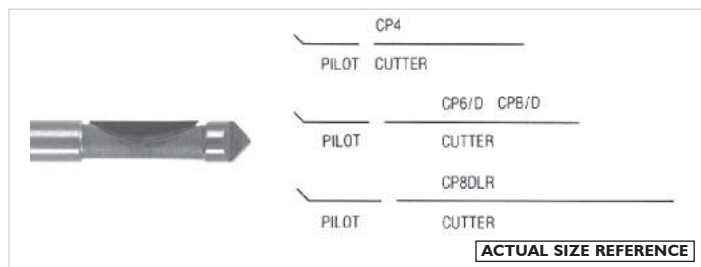 CP4
PILOT CUTTER
CP6/D CP8/D
PILOT CUTTER
CP8DLR
PILOT CUTTER
ACTUAL SIZE REFERENCE